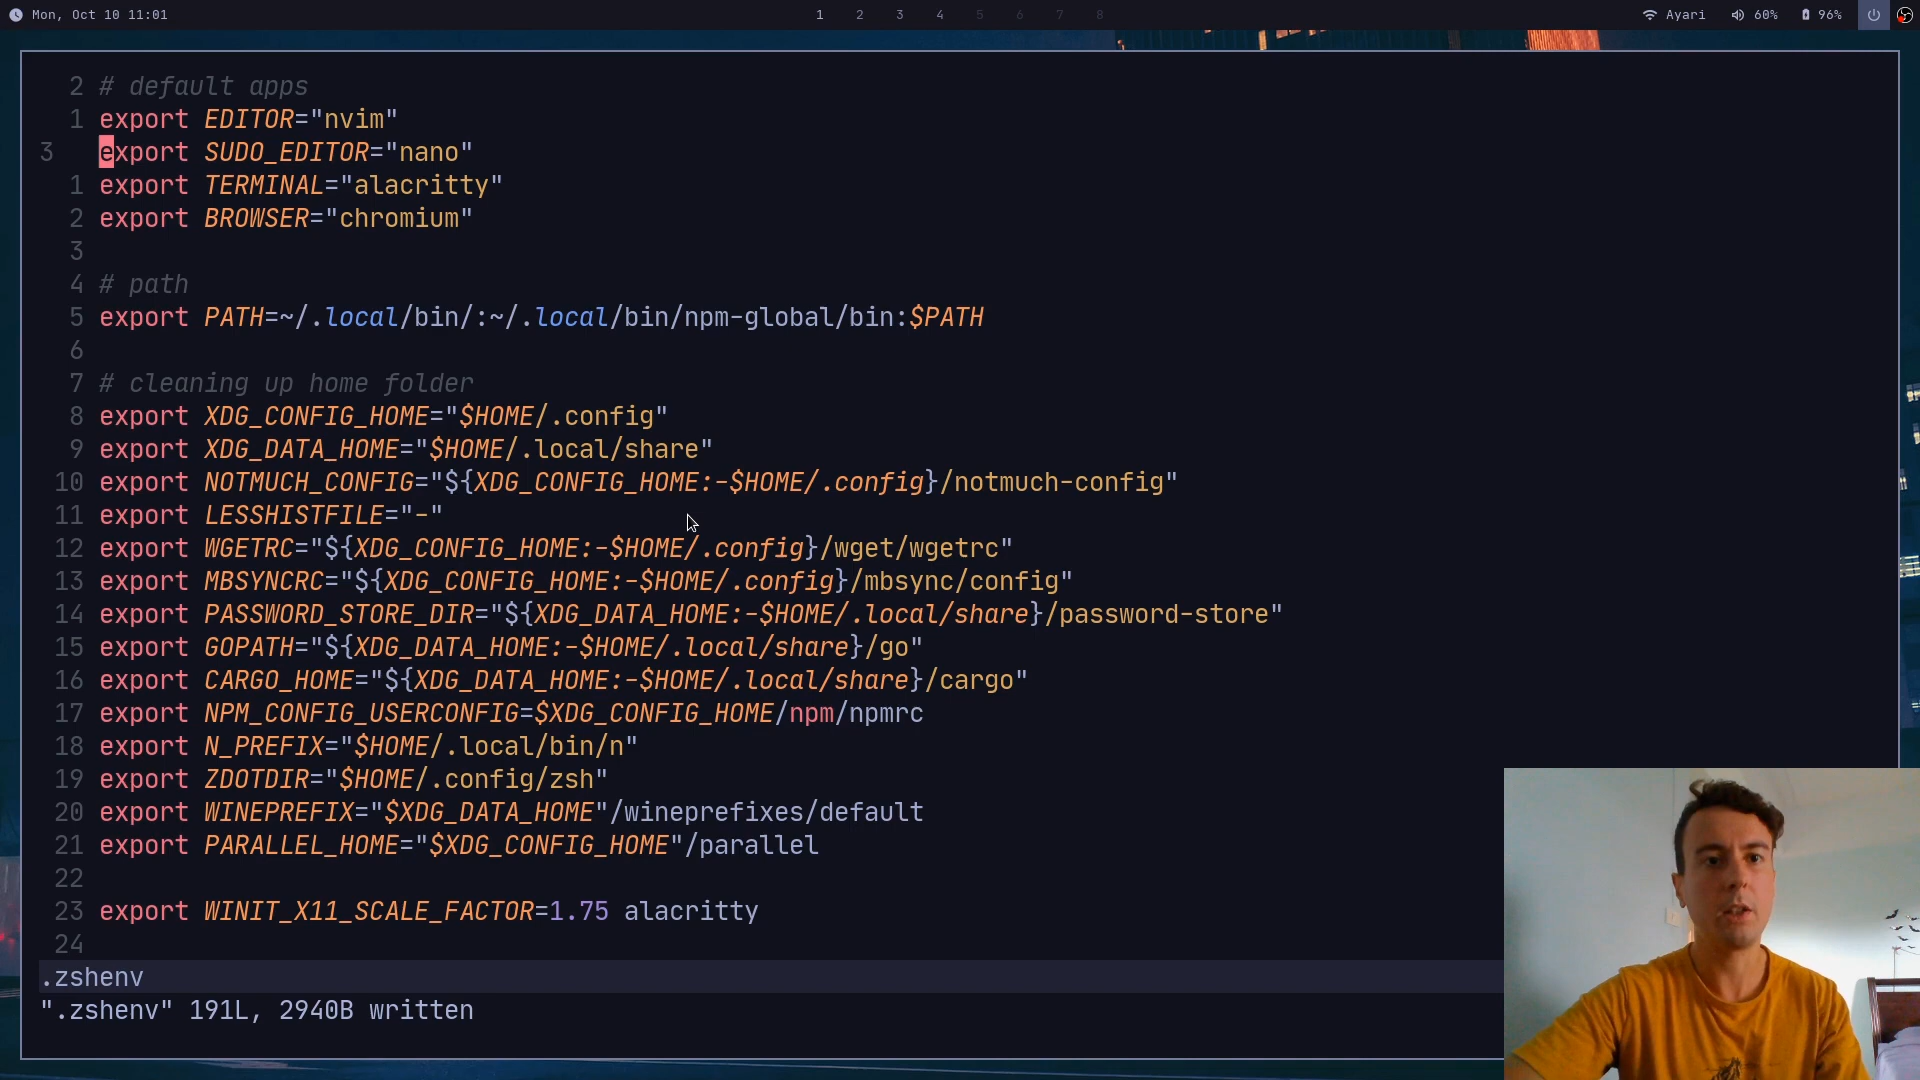 Mon, Oct 10 11:01 1 2 3 4 5 6 7 8 Ayari 60% 96%
2 # default apps
1 export EDITOR="nvim"
3 export SUDO_EDITOR="nano"
1 export TERMINAL="alacritty"
2 export BROWSER="chromium"
3
4 # path
5 export PATH=~/.local/bin/:~/.local/bin/npm-global/bin:$PATH
6
7 # cleaning up home folder
8 export XDG_CONFIG_HOME="$HOME/.config"
9 export XDG_DATA_HOME="$HOME/.local/share"
10 export NOTMUCH_CONFIG="${XDG_CONFIG_HOME:-$HOME/.config}/notmuch-config"
11 export LESSHISTFILE="-"
12 export WGETRC="${XDG_CONFIG_HOME:-$HOME/.config}/wget/wgetrc"
13 export MBSYNCRC="${XDG_CONFIG_HOME:-$HOME/.config}/mbsync/config"
14 export PASSWORD_STORE_DIR="${XDG_DATA_HOME:-$HOME/.local/share}/password-store"
15 export GOPATH="${XDG_DATA_HOME:-$HOME/.local/share}/go"
16 export CARGO_HOME="${XDG_DATA_HOME:-$HOME/.local/share}/cargo"
17 export NPM_CONFIG_USERCONFIG=$XDG_CONFIG_HOME/npm/npmrc
18 export N_PREFIX="$HOME/.local/bin/n"
19 export ZDOTDIR="$HOME/.config/zsh"
20 export WINEPREFIX="$XDG_DATA_HOME"/wineprefixes/default
21 export PARALLEL_HOME="$XDG_CONFIG_HOME"/parallel
22
23 export WINIT_X11_SCALE_FACTOR=1.75 alacritty
24
.zshenv
".zshenv" 191L, 2940B written